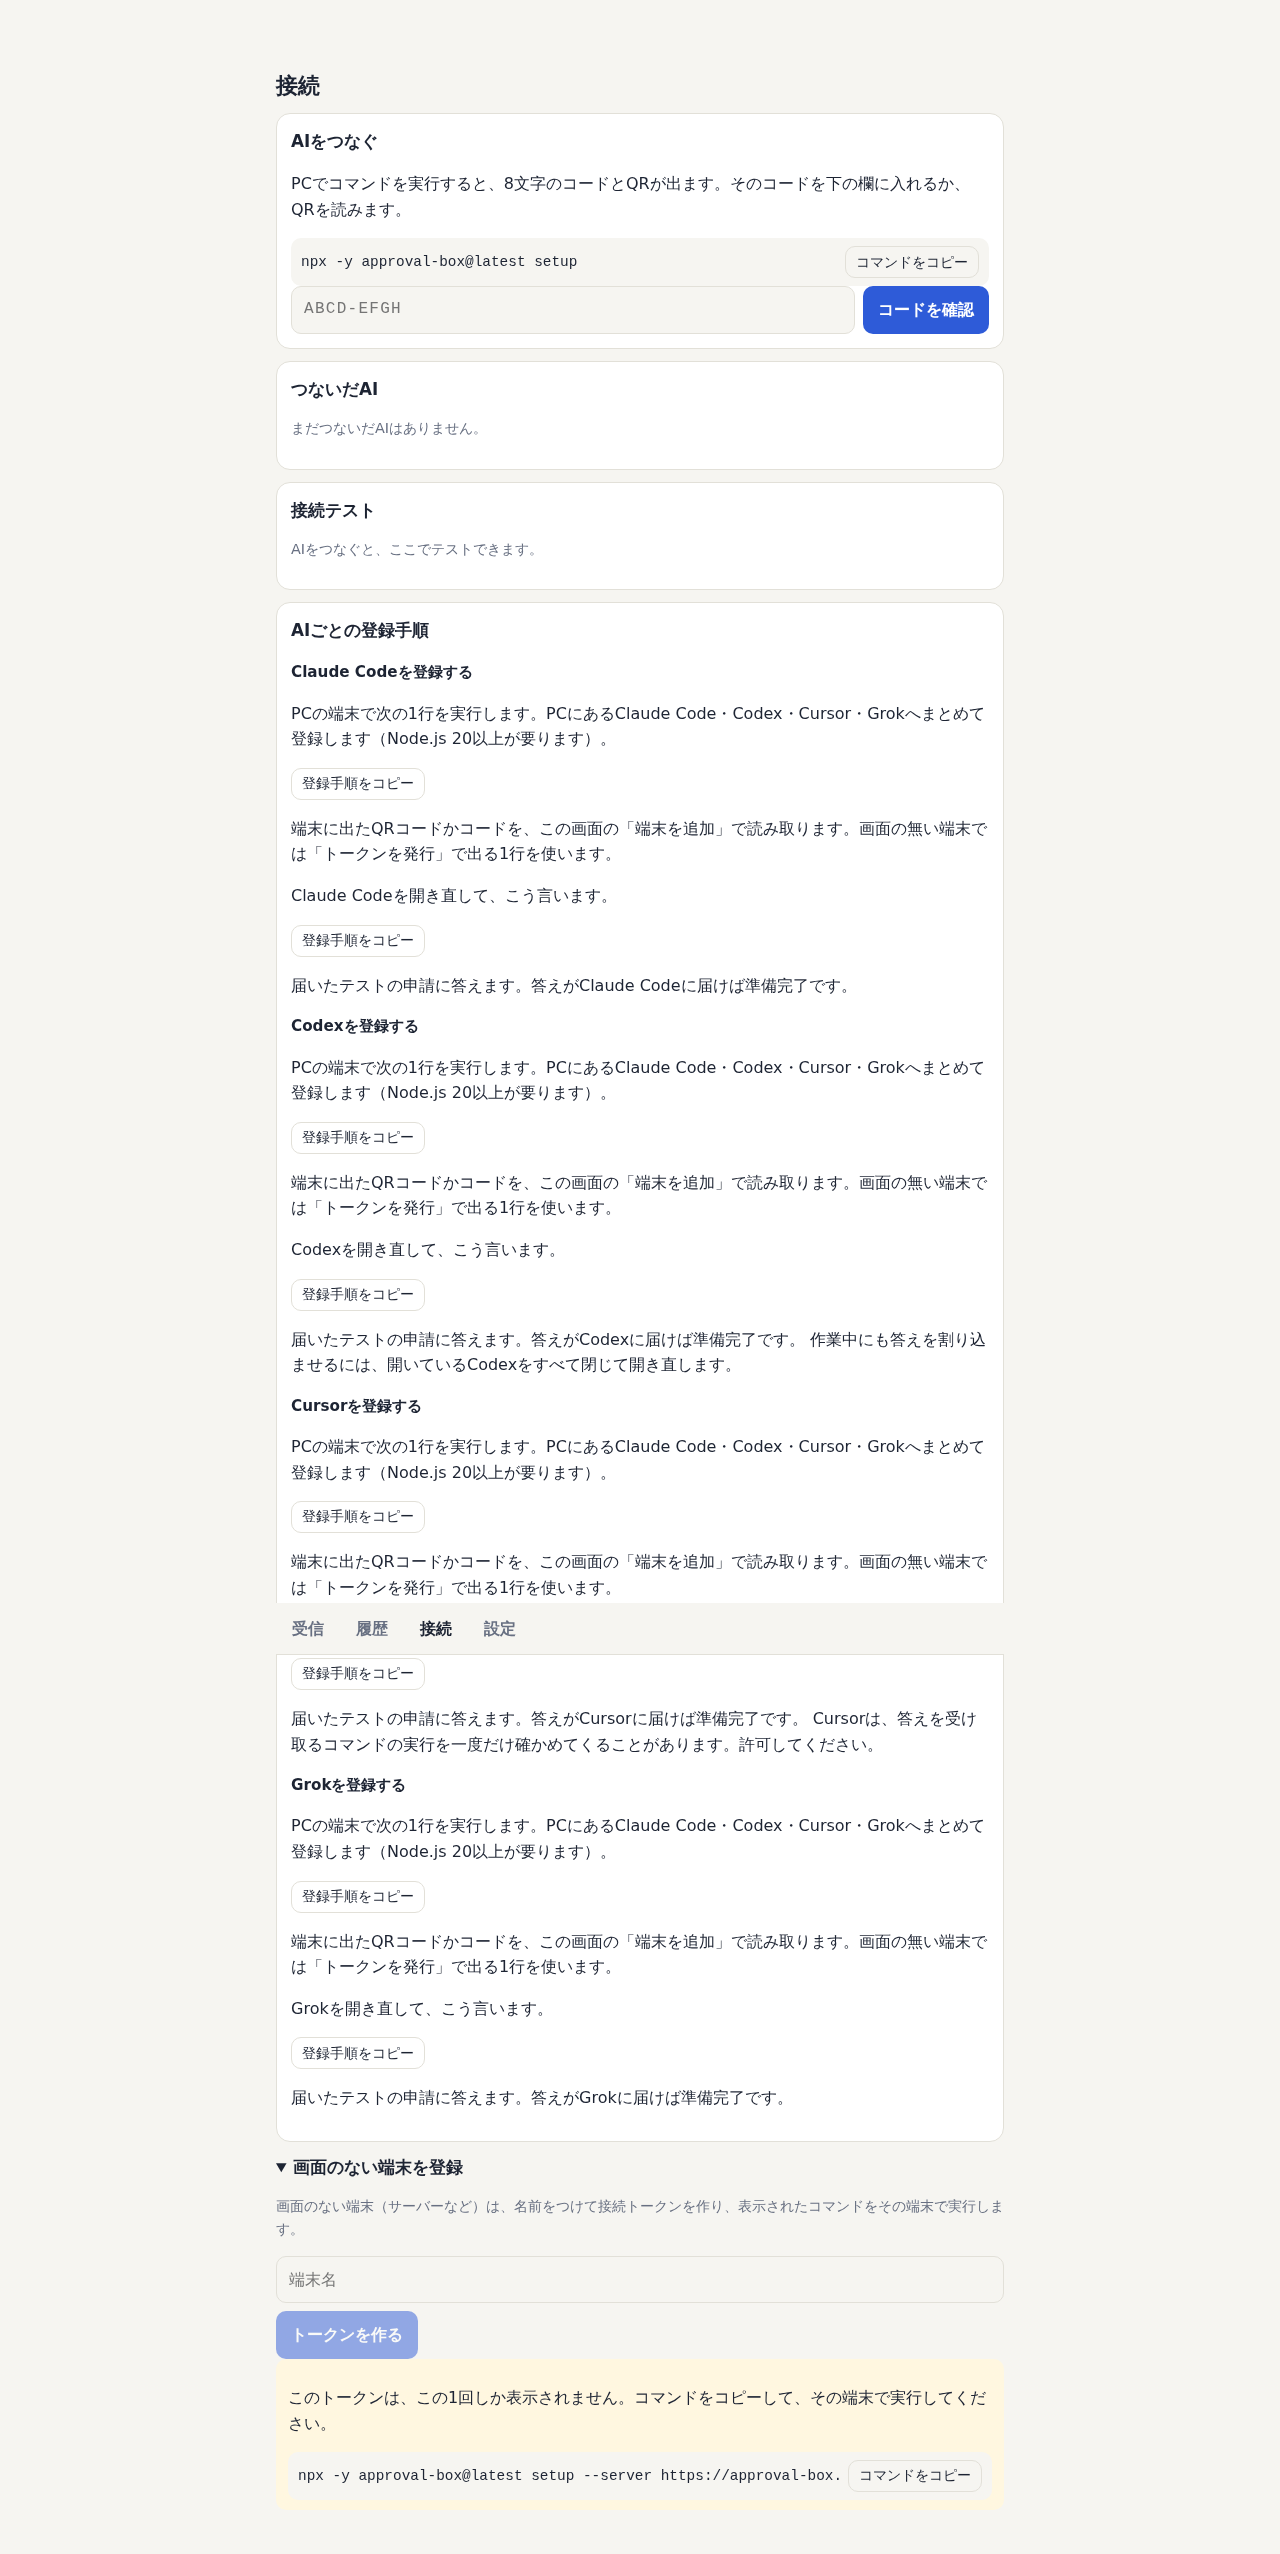 接続
AIをつなぐ
PCでコマンドを実行すると、8文字のコードとQRが出ます。そのコードを下の欄に入れるか、
QRを読みます。
npx -y approval-box@latest setup
コマンドをコピー
ABCD-EFGH
コードを確認
つないだAI
まだつないだAIはありません。
接続テスト
AIをつなぐと、ここでテストできます。
AIごとの登録手順
Claude Codeを登録する
PCの端末で次の1行を実行します。PCにあるClaude Code・Codex・Cursor・Grokへまとめて
登録します（Node.js 20以上が要ります）。
登録手順をコピー
端末に出たQRコードかコードを、この画面の「端末を追加」で読み取ります。画面の無い端末で
は「トークンを発行」で出る1行を使います。
Claude Codeを開き直して、こう言います。
登録手順をコピー
届いたテストの申請に答えます。答えがClaude Codeに届けば準備完了です。
Codexを登録する
PCの端末で次の1行を実行します。PCにあるClaude Code・Codex・Cursor・Grokへまとめて
登録します（Node.js 20以上が要ります）。
登録手順をコピー
端末に出たQRコードかコードを、この画面の「端末を追加」で読み取ります。画面の無い端末で
は「トークンを発行」で出る1行を使います。
Codexを開き直して、こう言います。
登録手順をコピー
届いたテストの申請に答えます。答えがCodexに届けば準備完了です。 作業中にも答えを割り込
ませるには、開いているCodexをすべて閉じて開き直します。
Cursorを登録する
PCの端末で次の1行を実行します。PCにあるClaude Code・Codex・Cursor・Grokへまとめて
登録します（Node.js 20以上が要ります）。
登録手順をコピー
端末に出たQRコードかコードを、この画面の「端末を追加」で読み取ります。画面の無い端末で
は「トークンを発行」で出る1行を使います。
受信 履歴 接続 設定
登録手順をコピー
届いたテストの申請に答えます。答えがCursorに届けば準備完了です。 Cursorは、答えを受け
取るコマンドの実行を一度だけ確かめてくることがあります。許可してください。
Grokを登録する
PCの端末で次の1行を実行します。PCにあるClaude Code・Codex・Cursor・Grokへまとめて
登録します（Node.js 20以上が要ります）。
登録手順をコピー
端末に出たQRコードかコードを、この画面の「端末を追加」で読み取ります。画面の無い端末で
は「トークンを発行」で出る1行を使います。
Grokを開き直して、こう言います。
登録手順をコピー
届いたテストの申請に答えます。答えがGrokに届けば準備完了です。
▼ 画面のない端末を登録
画面のない端末（サーバーなど）は、名前をつけて接続トークンを作り、表示されたコマンドをその端末で実行しま
す。
端末名
トークンを作る
このトークンは、この1回しか表示されません。コマンドをコピーして、その端末で実行してくだ
さい。
npx -y approval-box@latest setup --server https://approval-box.
コマンドをコピー